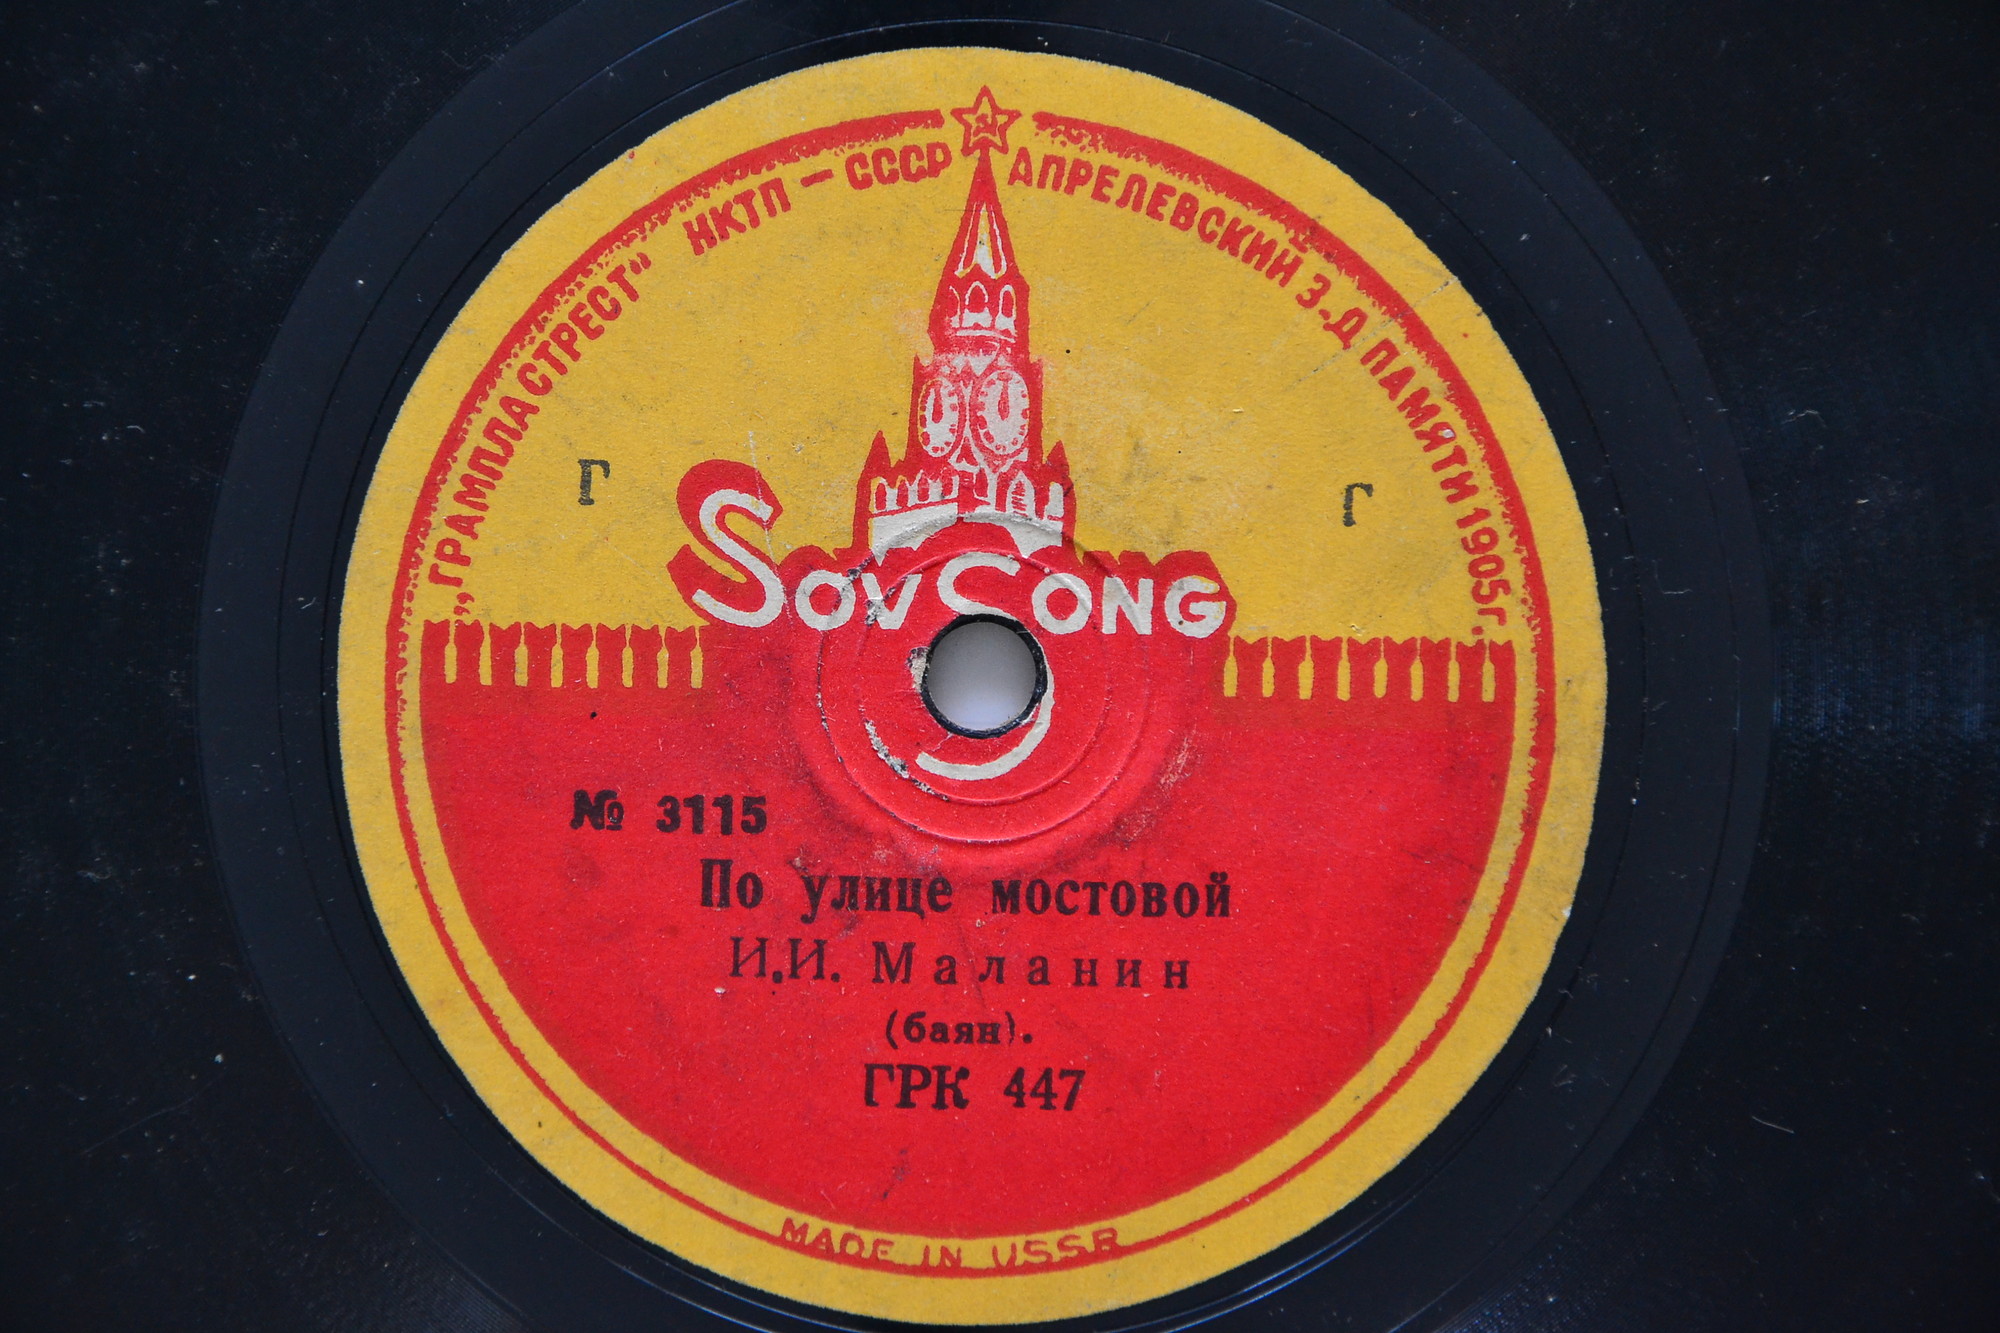 „ГРАМПЛАСТРЕСТ“ НКТП – СССР АПРЕЛЕВСКИЙ З.-Д ПАМЯТИ 1905г.
Г Г
SovSong
№ 3115
По улице мостовой
И.И. Маланин
(баян).
ГРК 447
MADE IN USSR